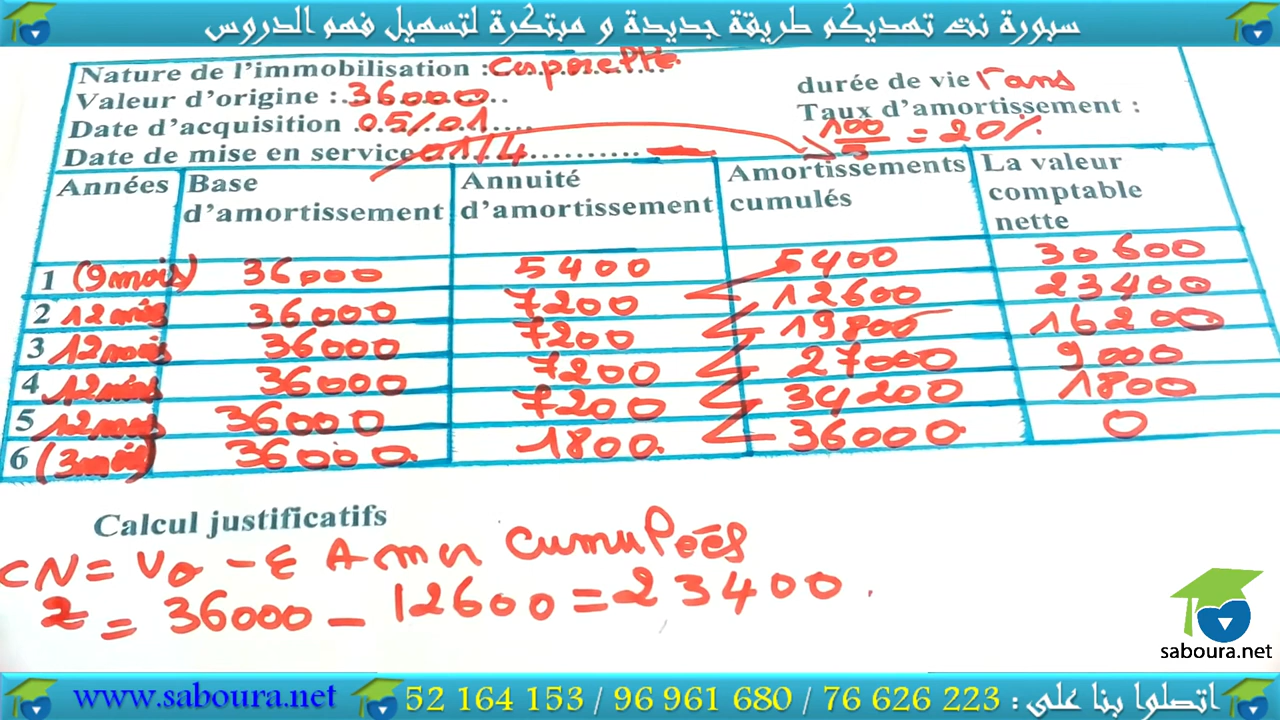 سبورة نت تهديكم طريقة جديدة و مبتكرة لتسهيل فهم الدروس
Nature de l'immobilisation :
Valeur d'origine : 36000
Date d'acquisition 05/01
Date de mise en service 01/4
durée de vie 5 ans
Taux d'amortissement :
100/5 = 20%
Années Base d'amortissement Annuité d'amortissement Amortissements cumulés La valeur comptable nette
1 (9 mois) 36000 5400 5400 30600
2 12 mois 36000 7200 12600 23400
3 12 mois 36000 7200 19800 16200
4 12 mois 36000 7200 27000 9000
5 12 mois 36000 7200 34200 1800
6 (3 mois) 36000 1800 36000 0
Calcul justificatifs
CN = Vo - Σ Amr Cumulées
2 = 36000 - 12600 = 23400
saboura.net
www.saboura.net 52 164 153 / 96 961 680 / 76 626 223 : اتصلوا بنا على